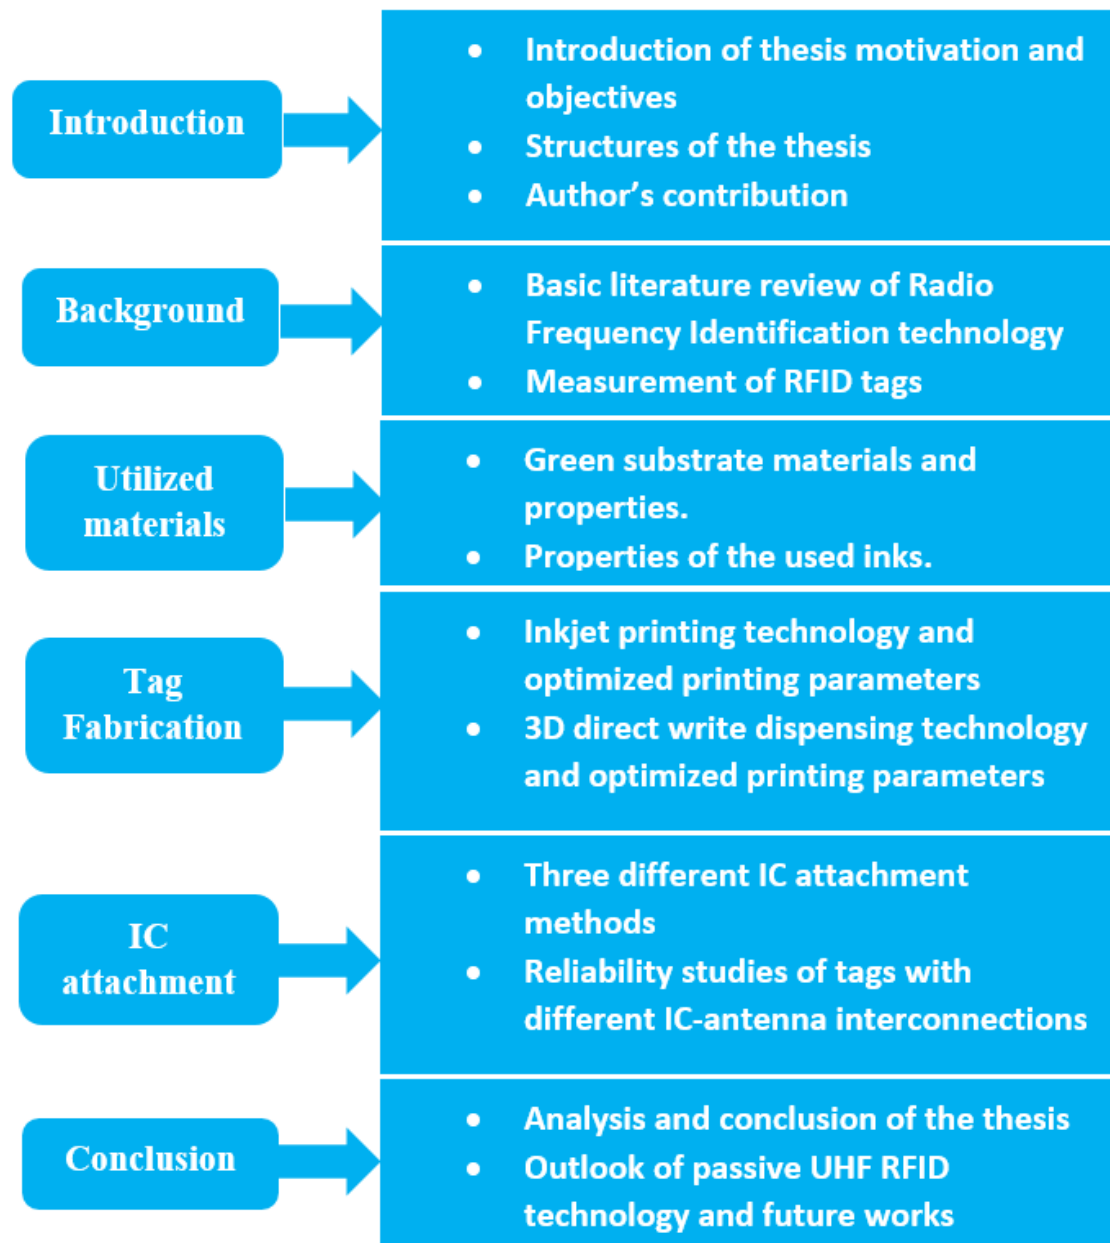 Introduction
• Introduction of thesis motivation and
objectives
• Structures of the thesis
• Author’s contribution
Background
• Basic literature review of Radio
Frequency Identification technology
• Measurement of RFID tags
Utilized
materials
• Green substrate materials and
properties.
• Properties of the used inks.
Tag
Fabrication
• Inkjet printing technology and
optimized printing parameters
• 3D direct write dispensing technology
and optimized printing parameters
IC
attachment
• Three different IC attachment
methods
• Reliability studies of tags with
different IC-antenna interconnections
Conclusion
• Analysis and conclusion of the thesis
• Outlook of passive UHF RFID
technology and future works